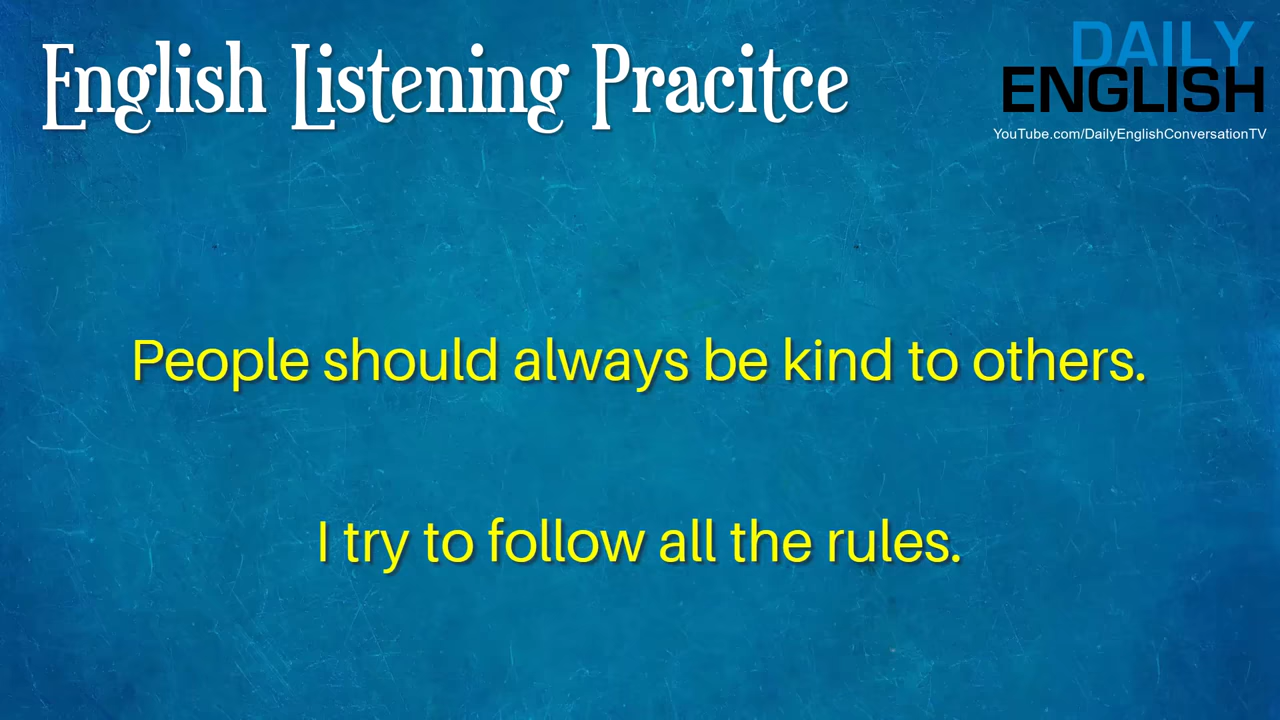 English Listening Pracitce
DAILY
ENGLISH
YouTube.com/DailyEnglishConversationTV
People should always be kind to others.
I try to follow all the rules.